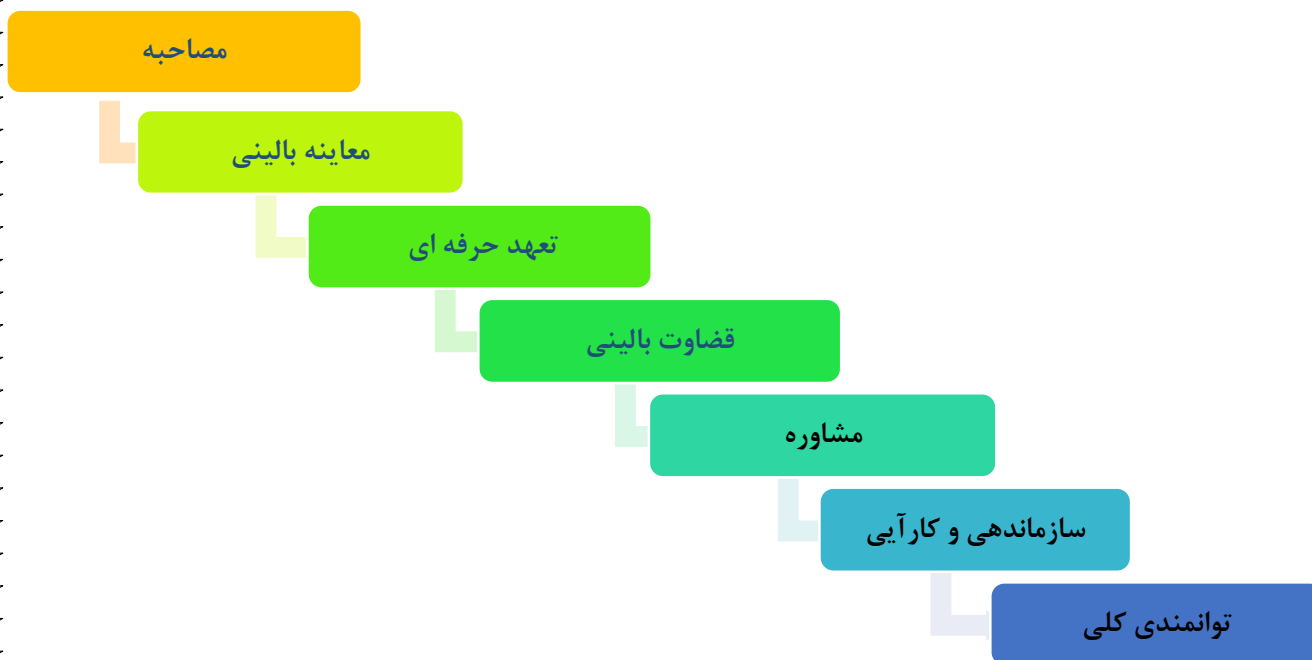 مصاحبه
معاینه بالینی
تعهد حرفه ای
قضاوت بالینی
مشاوره
سازماندهی و کارآیی
توانمندی کلی